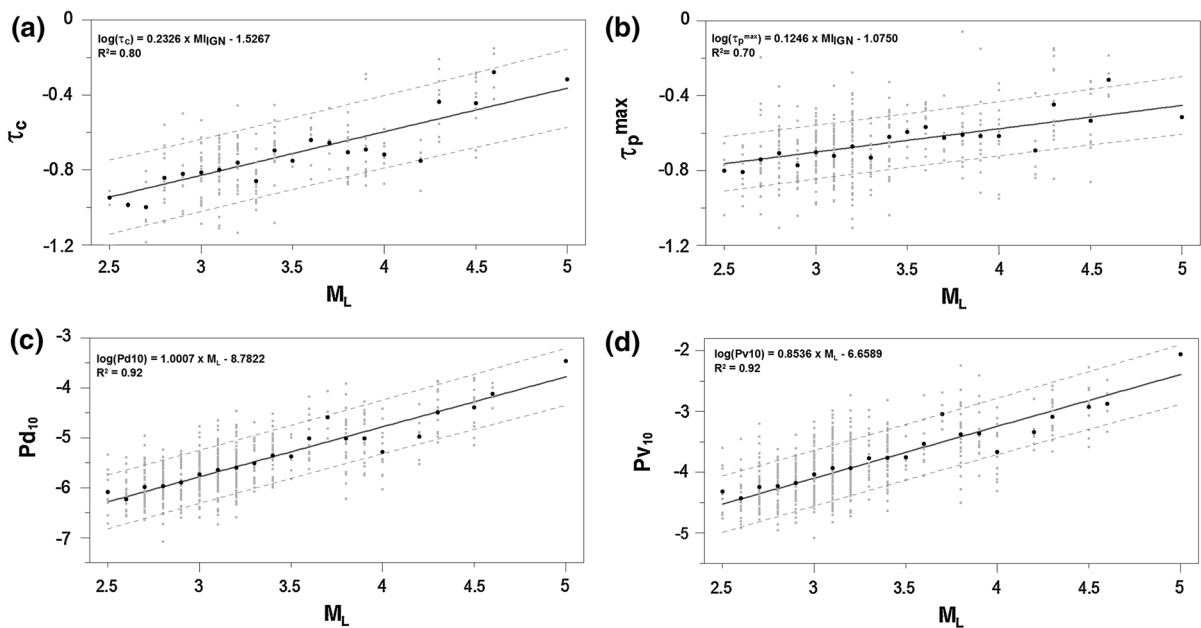 (a)
0
-0.4
-0.8
-1.2
τc
log(τc) = 0.2326 x MlIGN - 1.5267
R²= 0.80
2.5 3 3.5 4 4.5 5
ML
(b)
0
-0.4
-0.8
-1.2
τp max
log(τp max) = 0.1246 x MlIGN - 1.0750
R²= 0.70
2.5 3 3.5 4 4.5 5
ML
(c)
-3
-4
-5
-6
-7
Pd10
log(Pd10) = 1.0007 x ML - 8.7822
R² = 0.92
2.5 3 3.5 4 4.5 5
ML
(d)
-2
-3
-4
-5
Pv10
log(Pv10) = 0.8536 x ML - 6.6589
R² = 0.92
2.5 3 3.5 4 4.5 5
ML